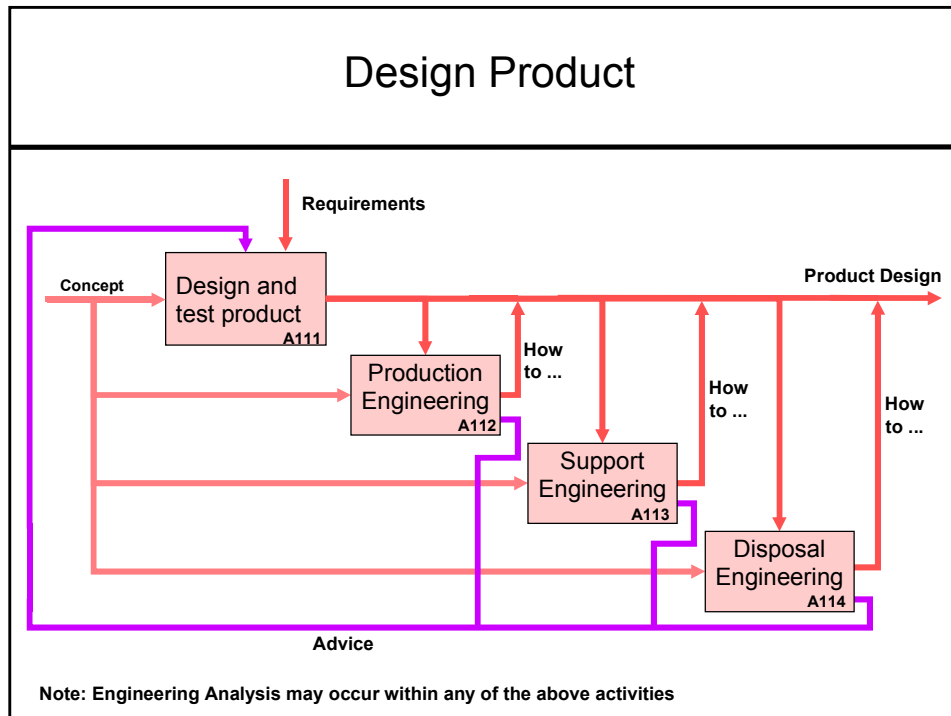 Design Product
Requirements
Concept
Design and
test product
A111
Product Design
How
to ...
Production
Engineering
A112
How
to ...
Support
Engineering
A113
How
to ...
Disposal
Engineering
A114
Advice
Note: Engineering Analysis may occur within any of the above activities